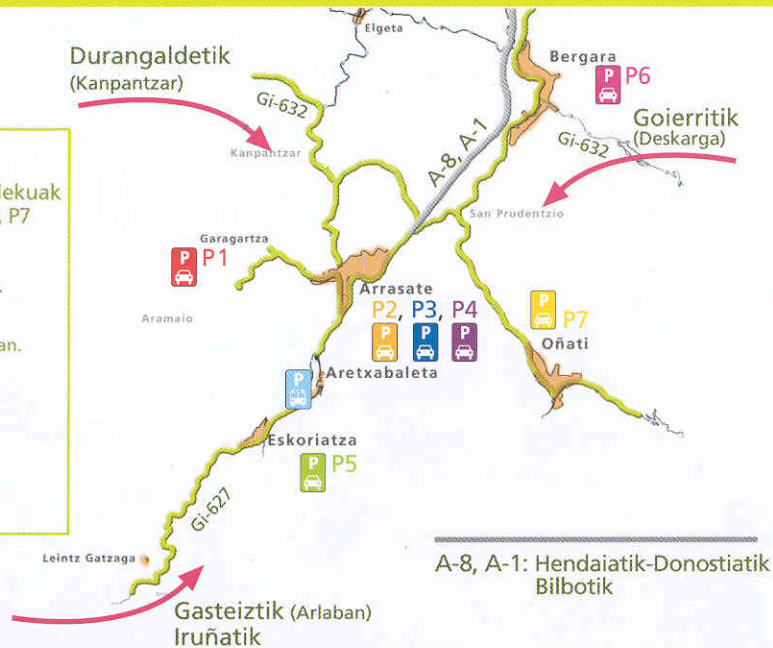 Elgeta
Durangaldetik
(Kanpantzar)
Bergara
P P6
Gi-632
Goierritik
(Deskarga)
A-8, A-1
Gi-632
Kanpantzar
lekuak
, P7
San Prudentzio
Garagartza
P P1
Arrasate
Aramaio
P2, P3, P4
P P P
P P7
Oñati
an.
P
Aretxabaleta
Eskoriatza
P P5
Gi-627
Leintz Gatzaga
A-8, A-1: Hendaiatik-Donostiatik
Bilbotik
Gasteiztik (Arlaban)
Iruñatik